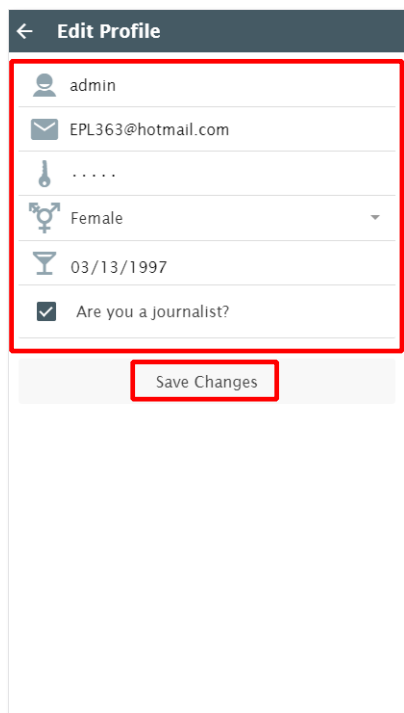 Edit Profile
admin
EPL363@hotmail.com
.....
Female
03/13/1997
Are you a journalist?
Save Changes